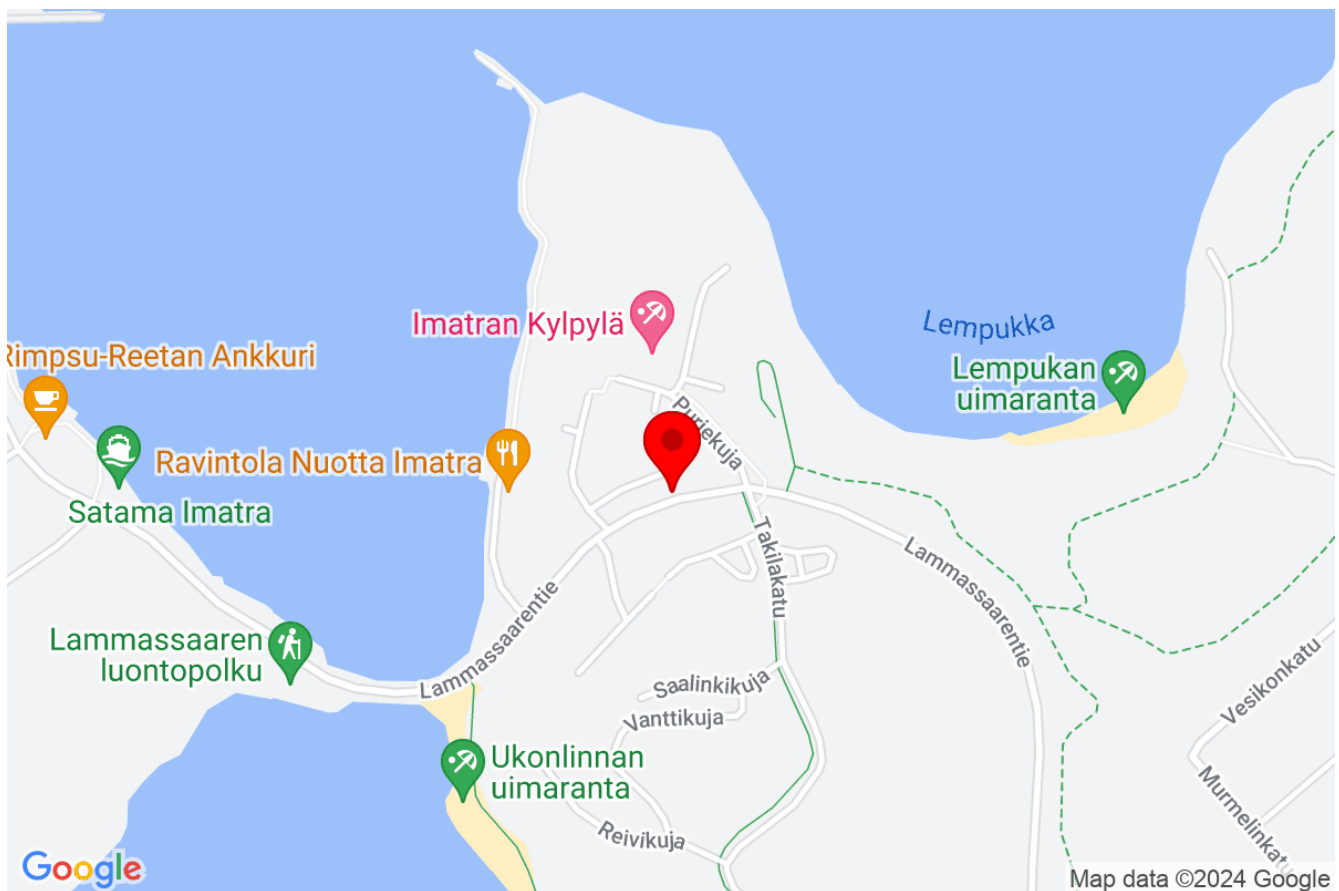 Imatran Kylpylä
Lempukka
Rimpsu-Reetan Ankkuri
Lempukan
uimaranta
Puriekuja
Ravintola Nuotta Imatra
Satama Imatra
Takilakatu
Lammassaarentie
Lammassaarentie
Lammassaaren
luontopolku
Saalinkikuja
Vanttikuja
Vesikonkatu
Ukonlinnan
uimaranta
Murmelinkatu
Reivikuja
Google
Map data ©2024 Google